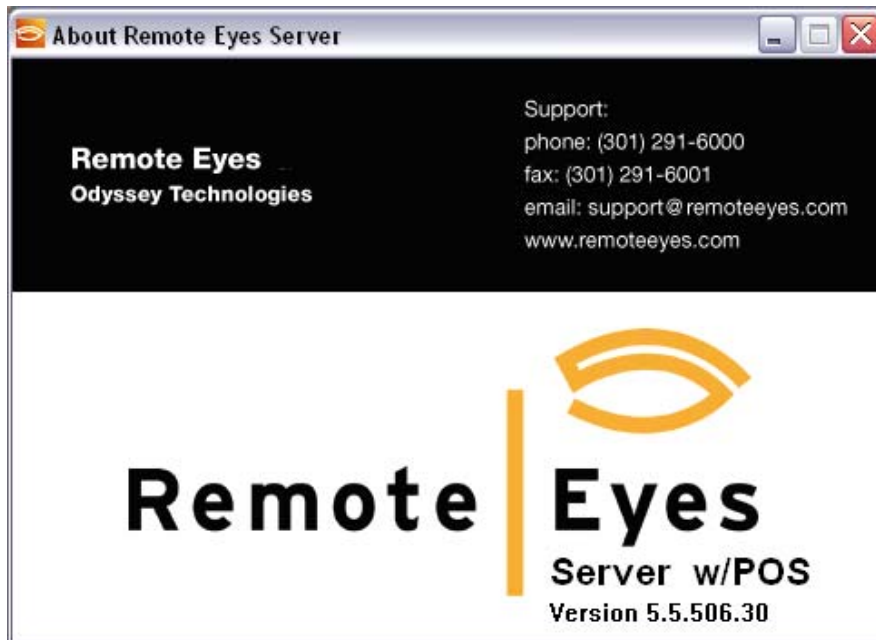 About Remote Eyes Server
Remote Eyes
Odyssey Technologies
Support:
phone: (301) 291-6000
fax: (301) 291-6001
email: support@remoteeyes.com
www.remoteeyes.com
Remote Eyes
Server w/POS
Version 5.5.506.30